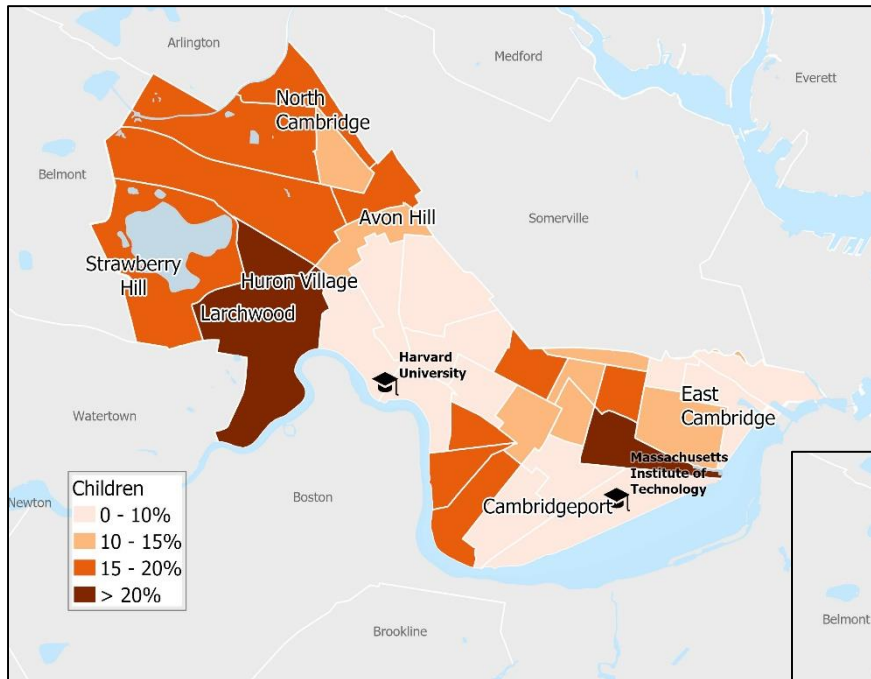 Arlington
Medford
Everett
North
Cambridge
Belmont
Avon Hill
Somerville
Strawberry
Hill
Huron Village
Larchwood
Harvard
University
East
Cambridge
Watertown
Massachusetts
Institute of
Technology
Children
0 - 10%
10 - 15%
15 - 20%
> 20%
Newton
Boston
Cambridgeport
Brookline
Belmont